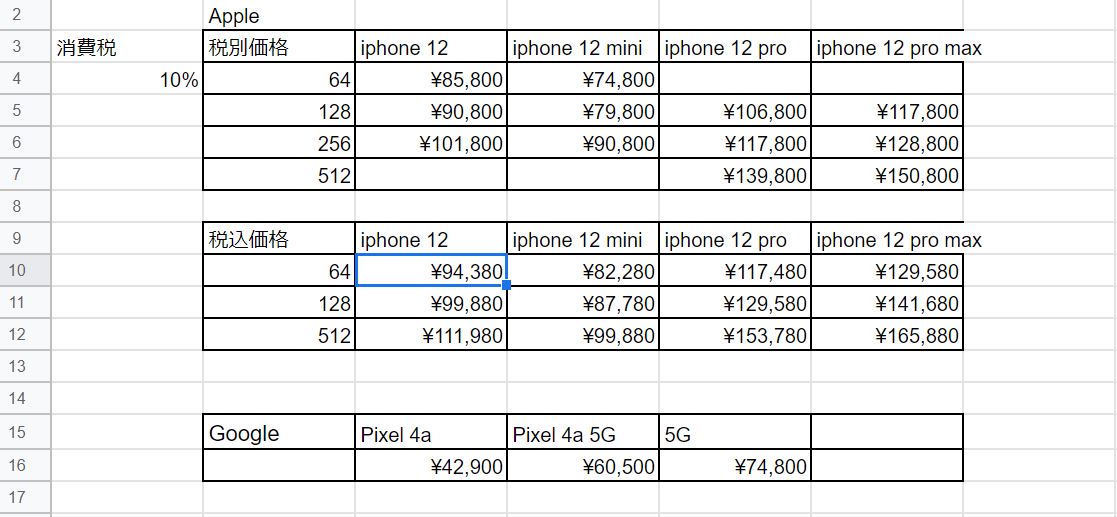 2 Apple
3 消費税 税別価格 iphone 12 iphone 12 mini iphone 12 pro iphone 12 pro max
4 10% 64 ¥85,800 ¥74,800
5 128 ¥90,800 ¥79,800 ¥106,800 ¥117,800
6 256 ¥101,800 ¥90,800 ¥117,800 ¥128,800
7 512 ¥139,800 ¥150,800
8
9 税込価格 iphone 12 iphone 12 mini iphone 12 pro iphone 12 pro max
10 64 ¥94,380 ¥82,280 ¥117,480 ¥129,580
11 128 ¥99,880 ¥87,780 ¥129,580 ¥141,680
12 512 ¥111,980 ¥99,880 ¥153,780 ¥165,880
13
14
15 Google Pixel 4a Pixel 4a 5G 5G
16 ¥42,900 ¥60,500 ¥74,800
17